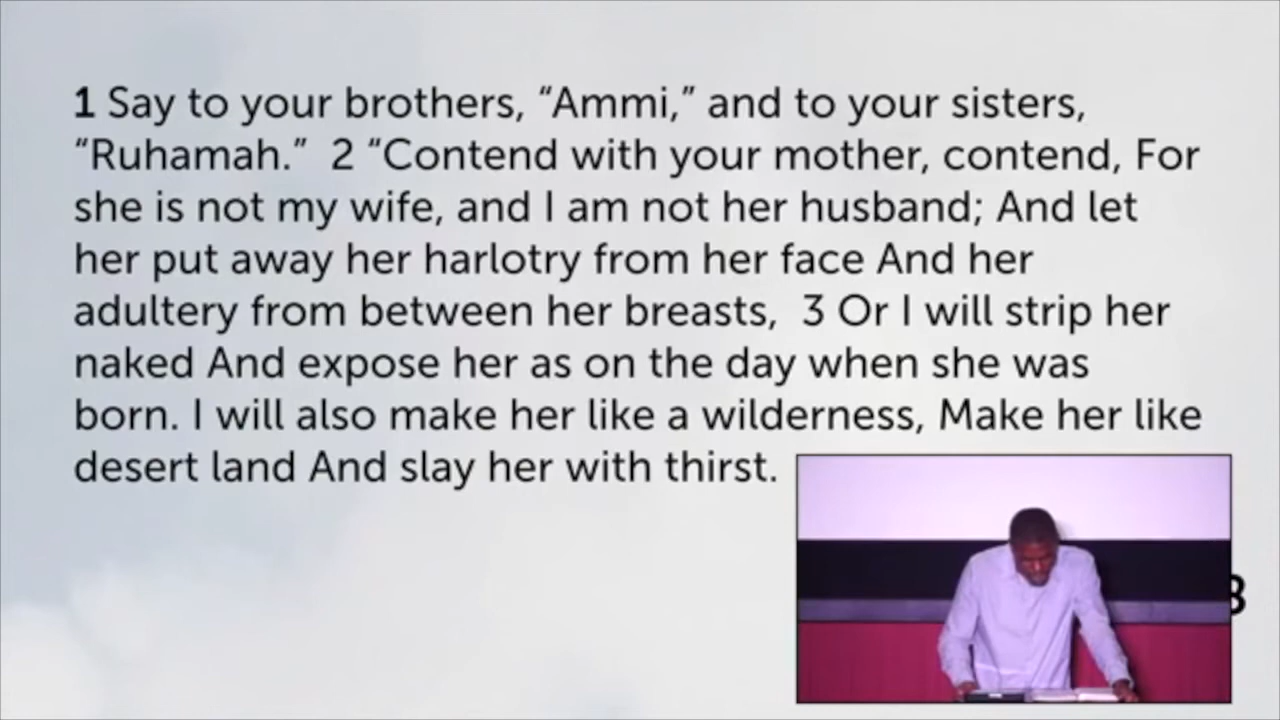 1 Say to your brothers, “Ammi,” and to your sisters,
“Ruhamah.”  2 “Contend with your mother, contend, For
she is not my wife, and I am not her husband; And let
her put away her harlotry from her face And her
adultery from between her breasts,  3 Or I will strip her
naked And expose her as on the day when she was
born. I will also make her like a wilderness, Make her like
desert land And slay her with thirst.